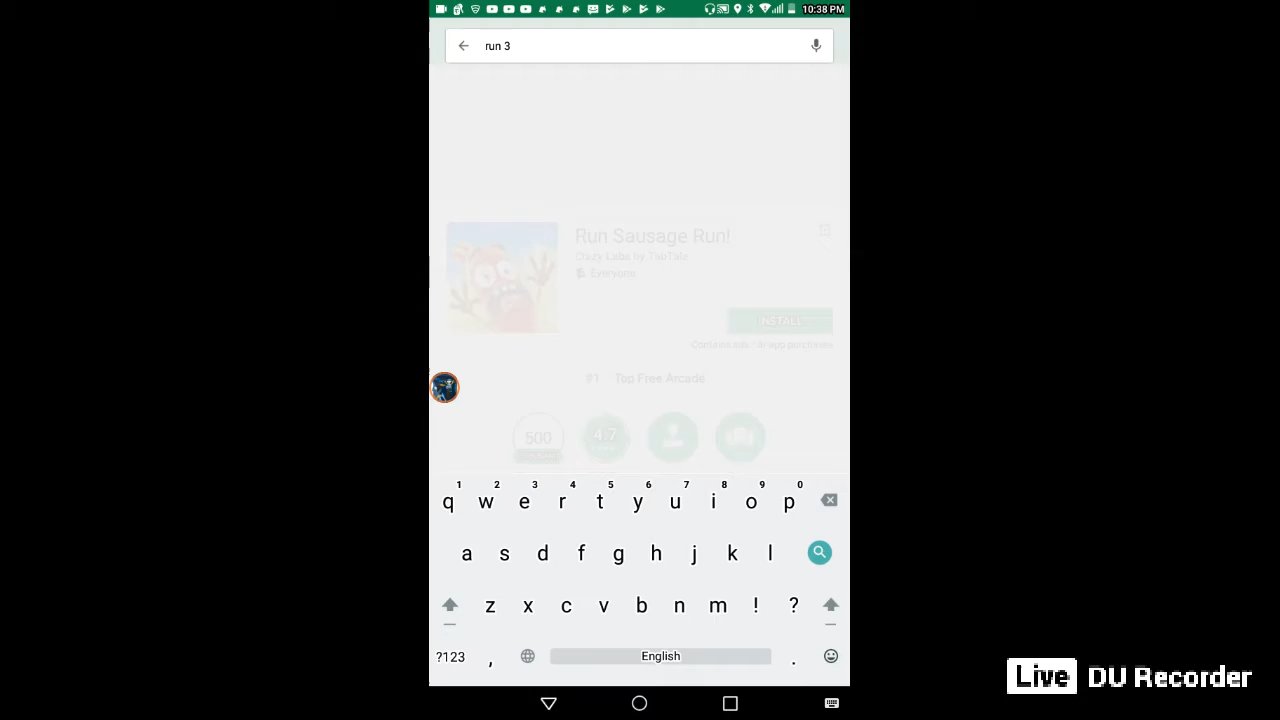 10:38 PM
run 3
Run Sausage Run!
Crazy Labs by TabTale
Everyone
INSTALL
Contains ads · In-app purchases
#1 Top Free Arcade
500
4.7
1 2 3 4 5 6 7 8 9 0
q w e r t y u i o p
a s d f g h j k l
z x c v b n m ! ?
?123 , English .
Live DU Recorder